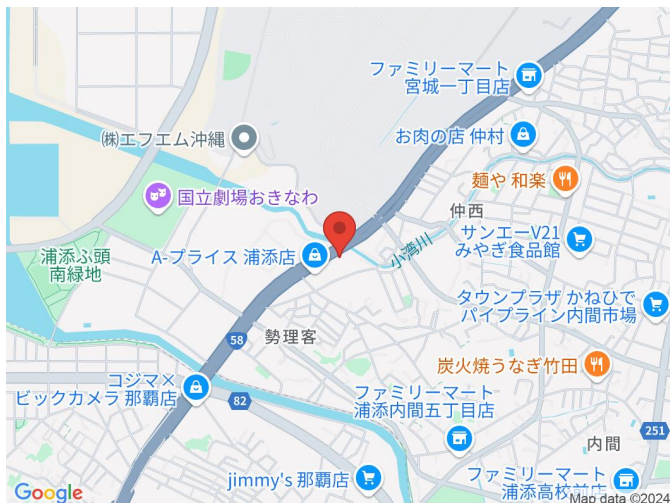 ファミリーマート
宮城一丁目店
(株)エフエム沖縄
お肉の店 仲村
麺や 和楽
国立劇場おきなわ
仲西
サンエーV21
みやぎ食品館
浦添ふ頭
南緑地
A-プライス 浦添店
小湾川
タウンプラザ かねひで
パイプライン内間市場
58
勢理客
炭火焼うなぎ竹田
コジマ×
ビックカメラ 那覇店
82
ファミリーマート
浦添内間五丁目店
251
内間
jimmy's 那覇店
ファミリーマート
浦添高校前店
Google
Map data ©2024